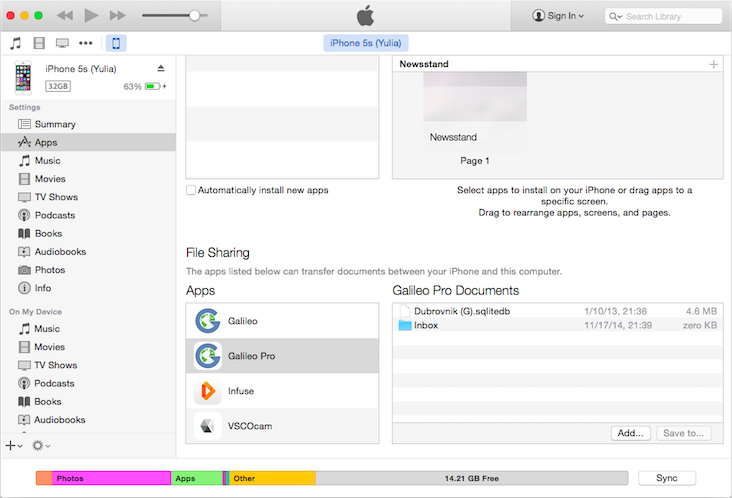 Sign In
Search Library
iPhone 5s (Yulia)
iPhone 5s (Yulia)
32GB
63%
Settings
Summary
Apps
Music
Movies
TV Shows
Podcasts
Books
Audiobooks
Photos
Info
On My Device
Music
Movies
TV Shows
Podcasts
Books
Audiobooks
Newsstand
Newsstand
Page 1
Automatically install new apps
Select apps to install on your iPhone or drag apps to a
specific screen.
Drag to rearrange apps, screens, and pages.
File Sharing
The apps listed below can transfer documents between your iPhone and this computer.
Apps
Galileo
Galileo Pro
Infuse
VSCOcam
Galileo Pro Documents
Dubrovnik (G).sqlitedb 1/10/13, 21:36 4.6 MB
Inbox 11/17/14, 21:39 zero KB
Add... Save to...
Photos Apps Other 14.21 GB Free
Sync